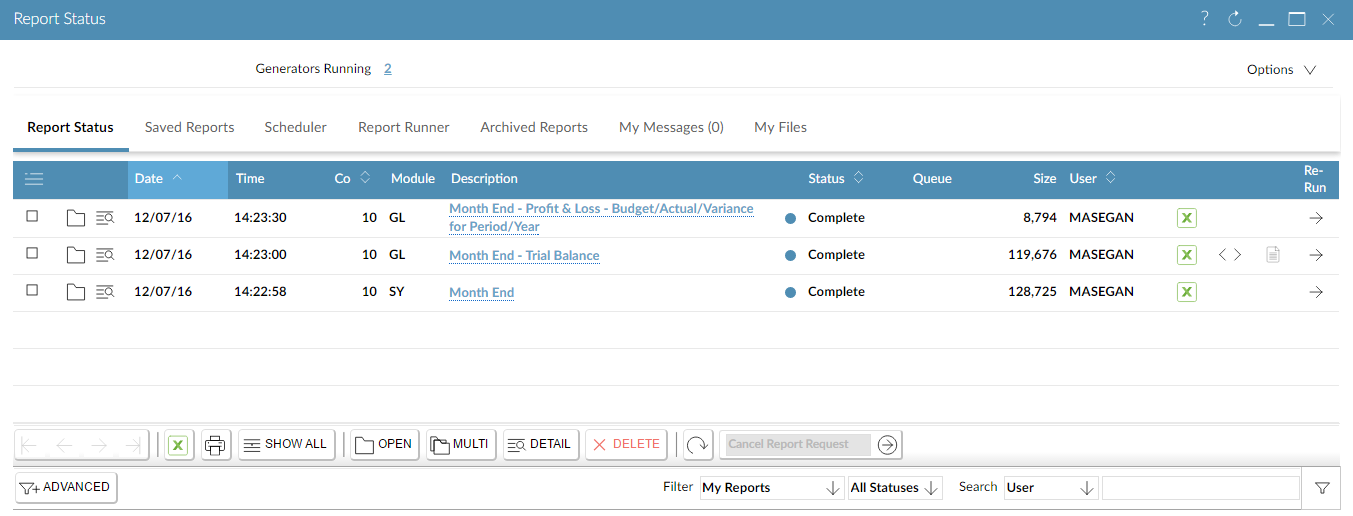 Report Status
?
Generators Running 2
Options
Report Status Saved Reports Scheduler Report Runner Archived Reports My Messages (0) My Files
Date Time Co Module Description Status Queue Size User Re-
Run
12/07/16 14:23:30 10 GL Month End - Profit & Loss - Budget/Actual/Variance
for Period/Year Complete 8,794 MASEGAN X
12/07/16 14:23:00 10 GL Month End - Trial Balance Complete 119,676 MASEGAN X
12/07/16 14:22:58 10 SY Month End Complete 128,725 MASEGAN X
X SHOW ALL OPEN MULTI DETAIL DELETE Cancel Report Request
ADVANCED Filter My Reports All Statuses Search User